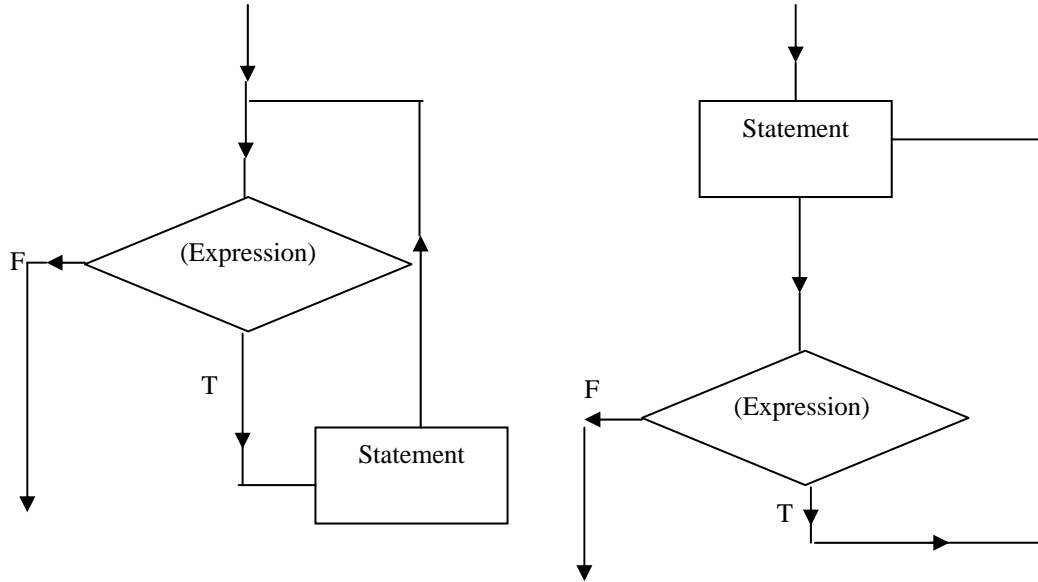 (Expression)
F
T
Statement
Statement
(Expression)
F
T